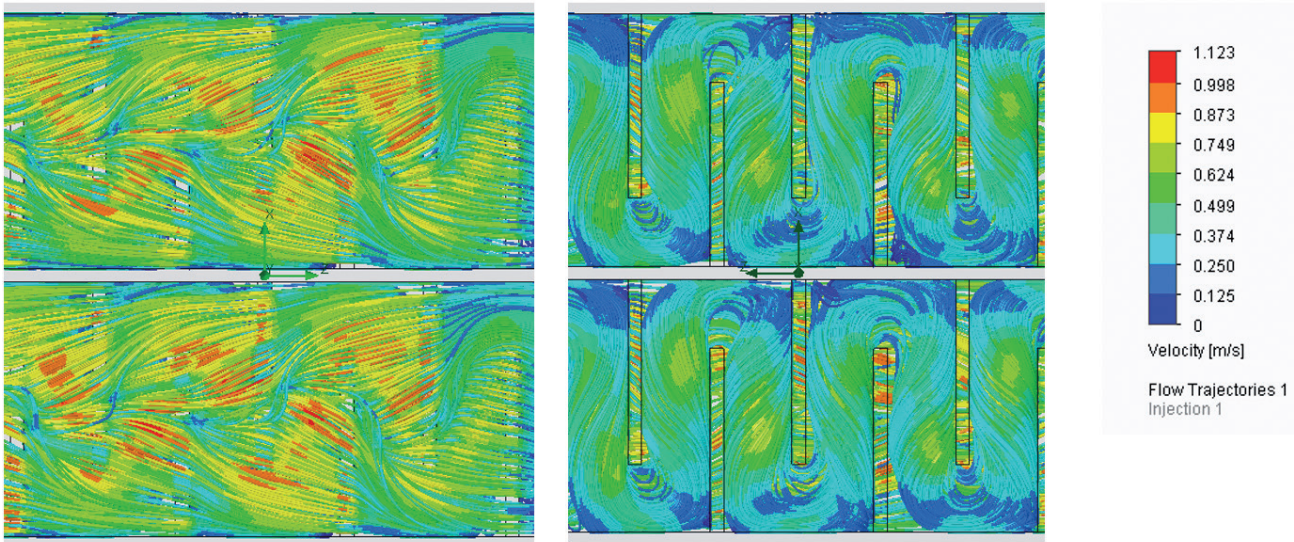 X
Z
1.123
0.998
0.873
0.749
0.624
0.499
0.374
0.250
0.125
0
Velocity [m/s]
Flow Trajectories 1
Injection 1